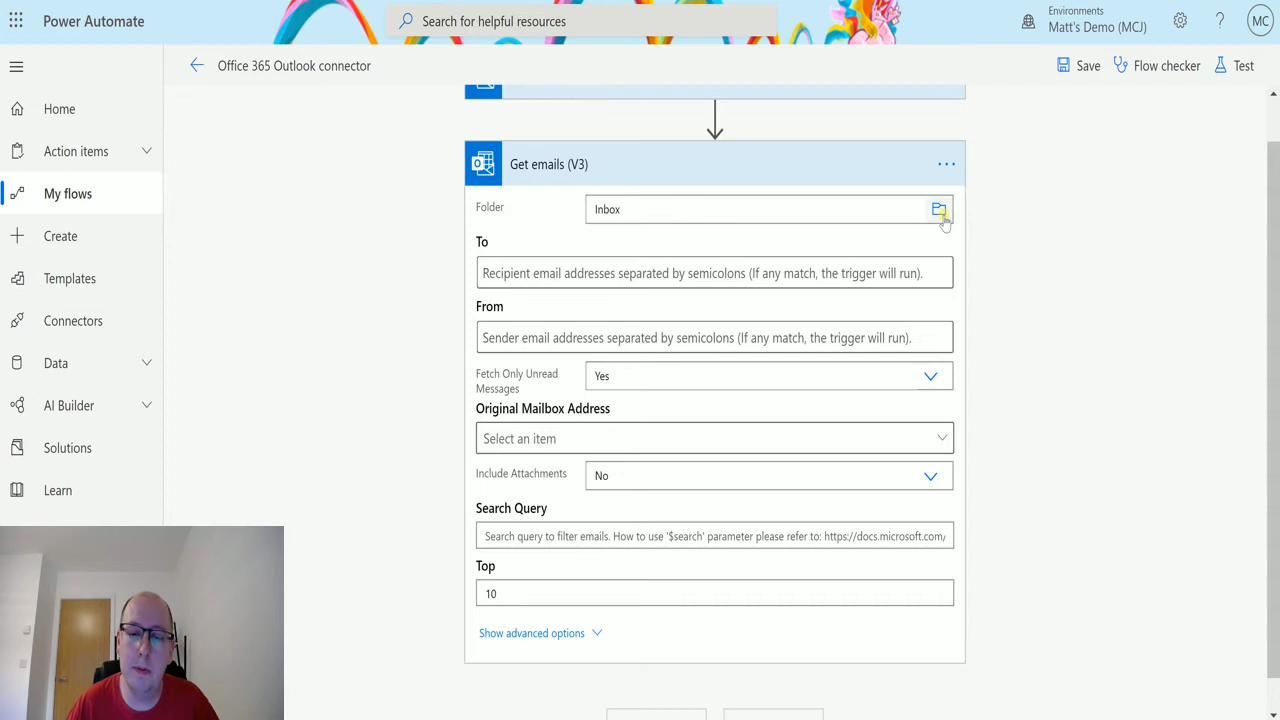 Power Automate
Search for helpful resources
Environments
Matt's Demo (MCJ)
MC
Office 365 Outlook connector
Save
Flow checker
Test
Home
Action items
My flows
Create
Templates
Connectors
Data
AI Builder
Solutions
Learn
Get emails (V3)
Folder
Inbox
To
Recipient email addresses separated by semicolons (If any match, the trigger will run).
From
Sender email addresses separated by semicolons (If any match, the trigger will run).
Fetch Only Unread
Messages
Yes
Original Mailbox Address
Select an item
Include Attachments
No
Search Query
Search query to filter emails. How to use '$search' parameter please refer to: https://docs.microsoft.com/
Top
10
Show advanced options